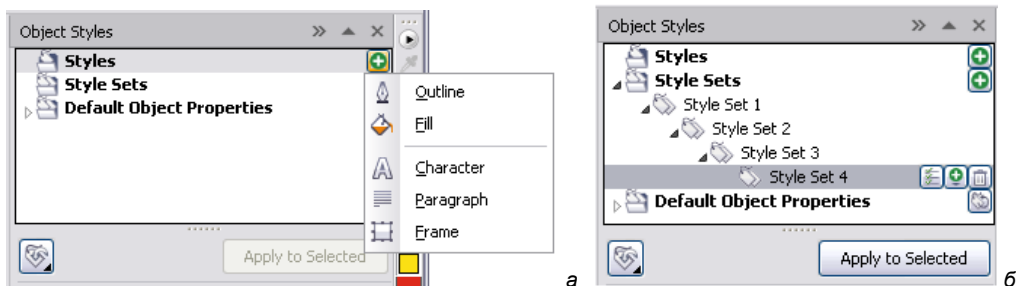 Object Styles
Styles
Style Sets
Default Object Properties
Outline
Fill
Character
Paragraph
Frame
Apply to Selected
а
Object Styles
Styles
Style Sets
Style Set 1
Style Set 2
Style Set 3
Style Set 4
Default Object Properties
Apply to Selected
б